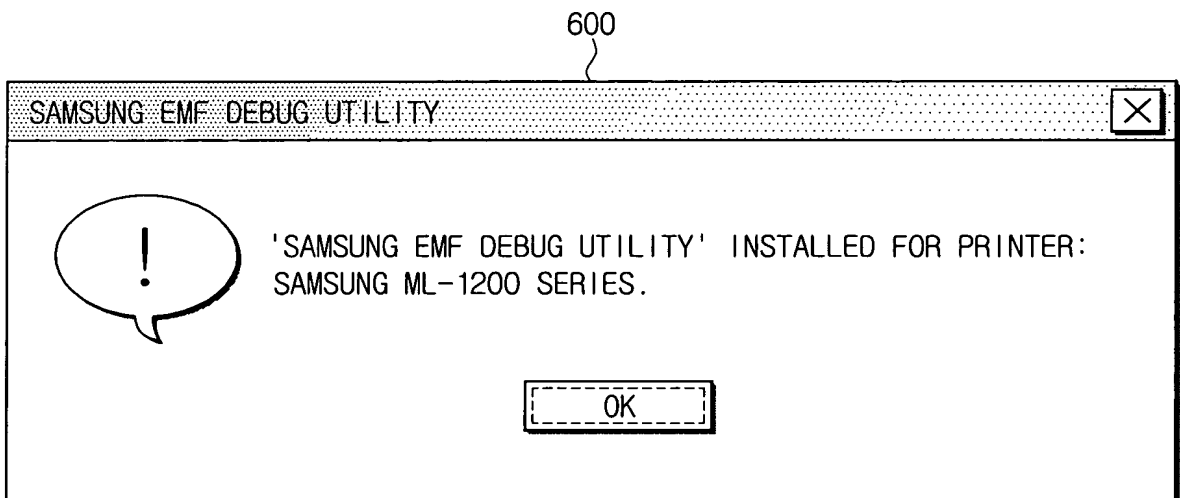 600
SAMSUNG EMF DEBUG UTILITY
!
'SAMSUNG EMF DEBUG UTILITY' INSTALLED FOR PRINTER:
SAMSUNG ML-1200 SERIES.
OK